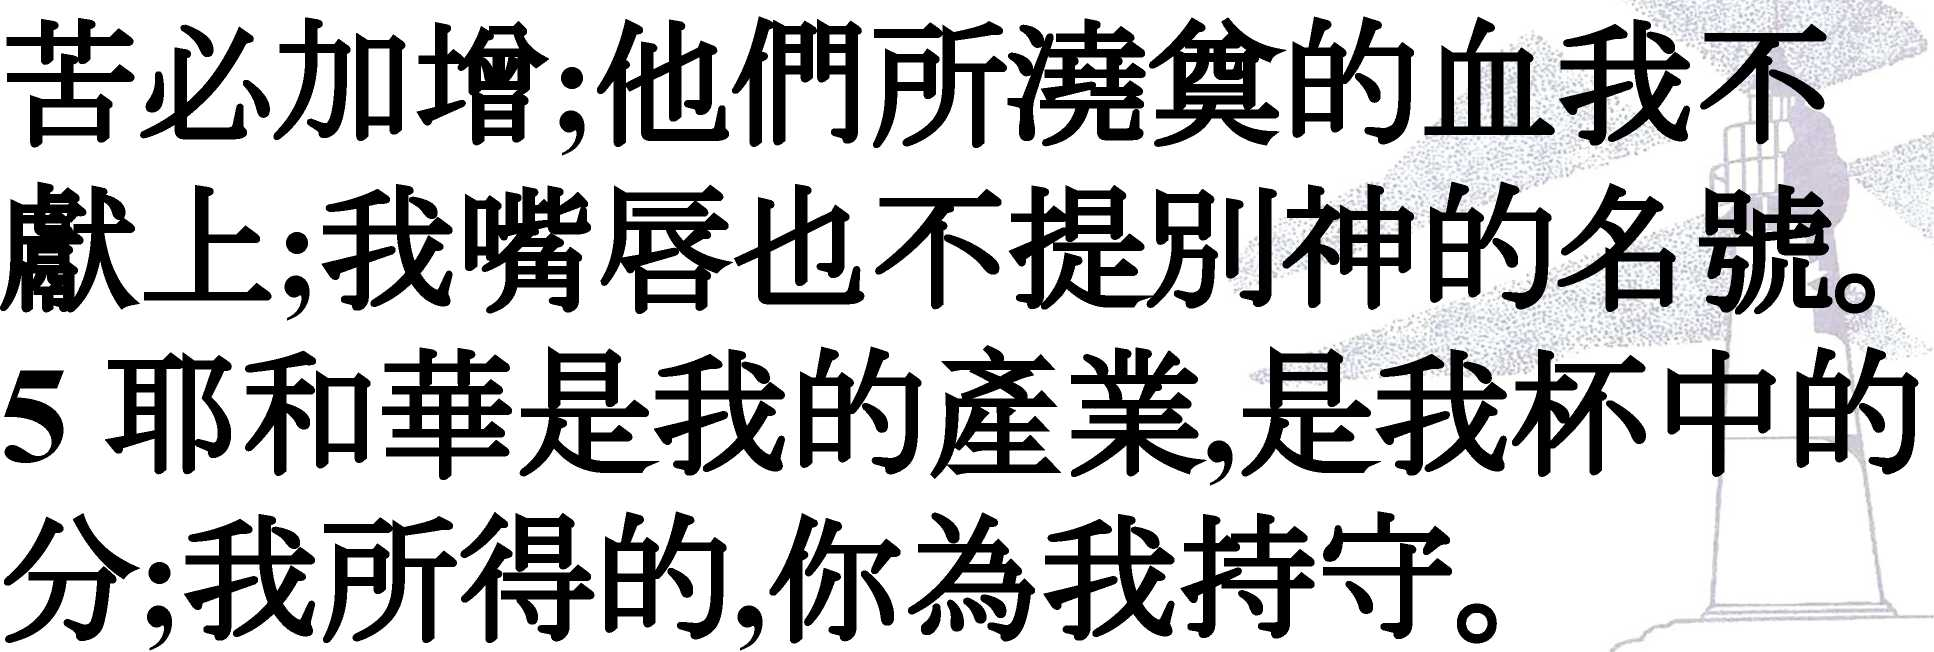 苦必加增;他們所澆奠的血我不
獻上;我嘴唇也不提別神的名號。
5 耶和華是我的產業,是我杯中的
分;我所得的,你為我持守。